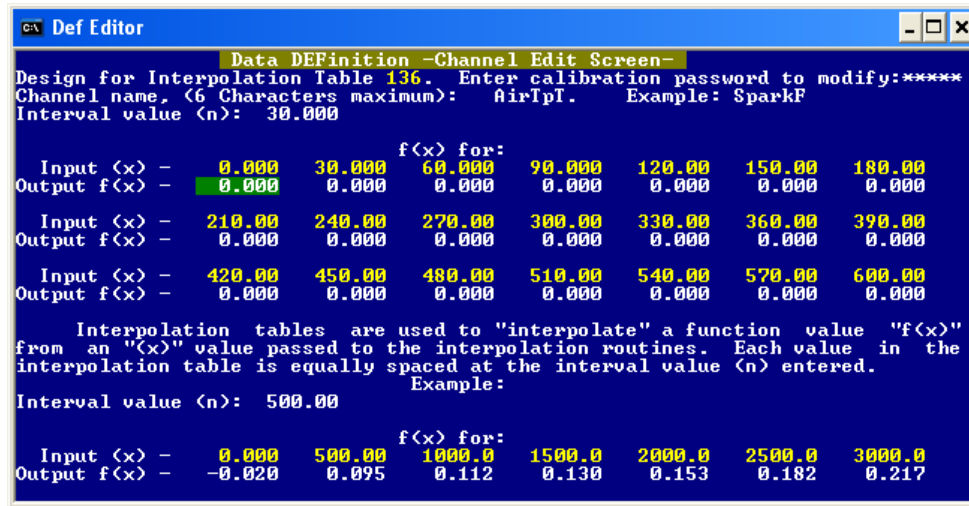 Def Editor
Data DEFinition -Channel Edit Screen-
Design for Interpolation Table 136. Enter calibration password to modify:*****
Channel name, (6 Characters maximum): AirTpT. Example: SparkF
Interval value (n): 30.000
f(x) for:
Input (x) - 0.000 30.000 60.000 90.000 120.00 150.00 180.00
Output f(x) - 0.000 0.000 0.000 0.000 0.000 0.000 0.000
Input (x) - 210.00 240.00 270.00 300.00 330.00 360.00 390.00
Output f(x) - 0.000 0.000 0.000 0.000 0.000 0.000 0.000
Input (x) - 420.00 450.00 480.00 510.00 540.00 570.00 600.00
Output f(x) - 0.000 0.000 0.000 0.000 0.000 0.000 0.000
Interpolation tables are used to "interpolate" a function value "f(x)"
from an "(x)" value passed to the interpolation routines. Each value in the
interpolation table is equally spaced at the interval value (n) entered.
Example:
Interval value (n): 500.00
f(x) for:
Input (x) - 0.000 500.00 1000.0 1500.0 2000.0 2500.0 3000.0
Output f(x) - -0.020 0.095 0.112 0.130 0.153 0.182 0.217